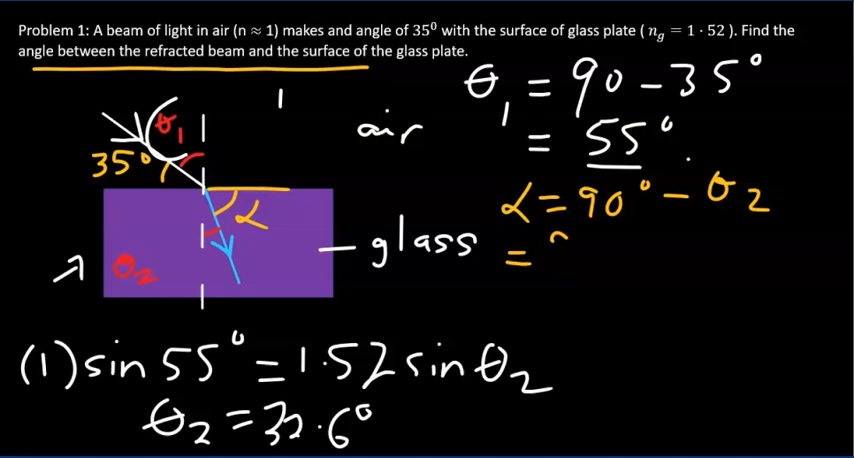 Problem 1: A beam of light in air (n ≈ 1) makes and angle of 35⁰ with the surface of glass plate ( n_g = 1 · 52 ). Find the
angle between the refracted beam and the surface of the glass plate.
θ₁ = 90 - 35°
= 55°.
air
θ₁
35°
α = 90° - θ₂
=
α
glass
θ₂
(1) sin 55° = 1.52 sin θ₂
θ₂ = 32.6°